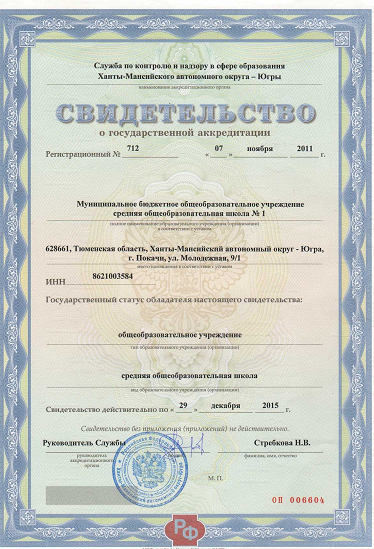 Служба по контролю и надзору в сфере образования
Ханты-Мансийского автономного округа – Югры
наименование аккредитационного органа
СВИДЕТЕЛЬСТВО
о государственной аккредитации
Регистрационный № 712 « 07 » ноября 2011 г.
Муниципальное бюджетное общеобразовательное учреждение
средняя общеобразовательная школа № 1
полное наименование образовательного учреждения (организации)
в соответствии с уставом
628661, Тюменская область, Ханты-Мансийский автономный округ - Югра,
г. Покачи, ул. Молодежная, 9/1
место нахождения в соответствии с уставом
ИНН 8621003584
Государственный статус обладателя настоящего свидетельства:
общеобразовательное учреждение
тип образовательного учреждения (организации)
средняя общеобразовательная школа
вид образовательного учреждения (организации)
Свидетельство действительно по « 29 » декабря 2015 г.
Свидетельство без приложения (приложений) не действительно.
Руководитель Службы Стребкова Н.В.
руководитель
аккредитационного
органа
фамилия, имя, отчество
М. П.
ОП 006604
РФ